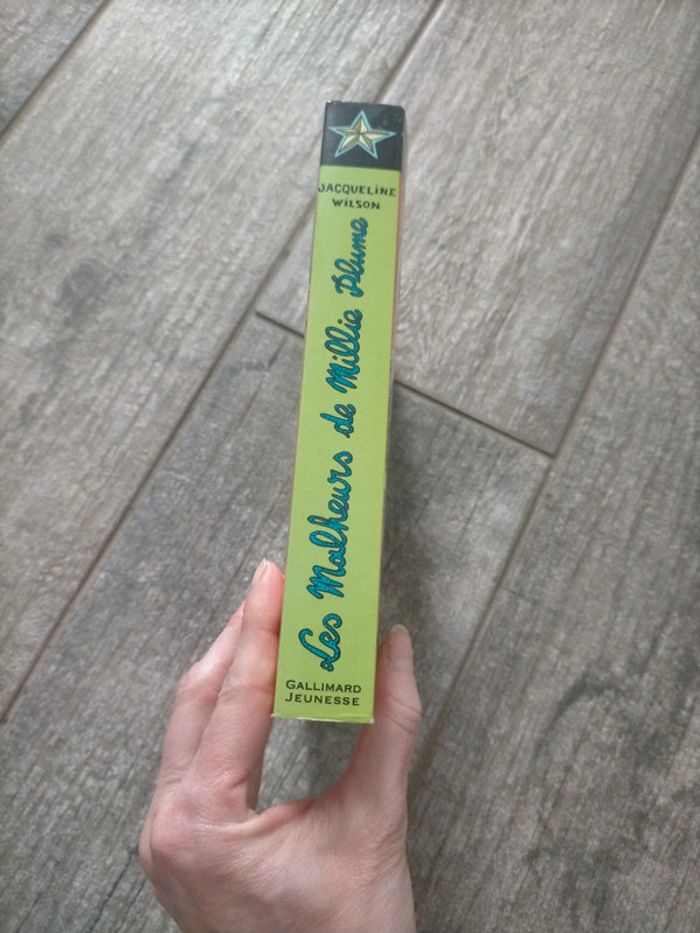 JACQUELINE
WILSON
Les Malheurs de Millie Plume
GALLIMARD
JEUNESSE